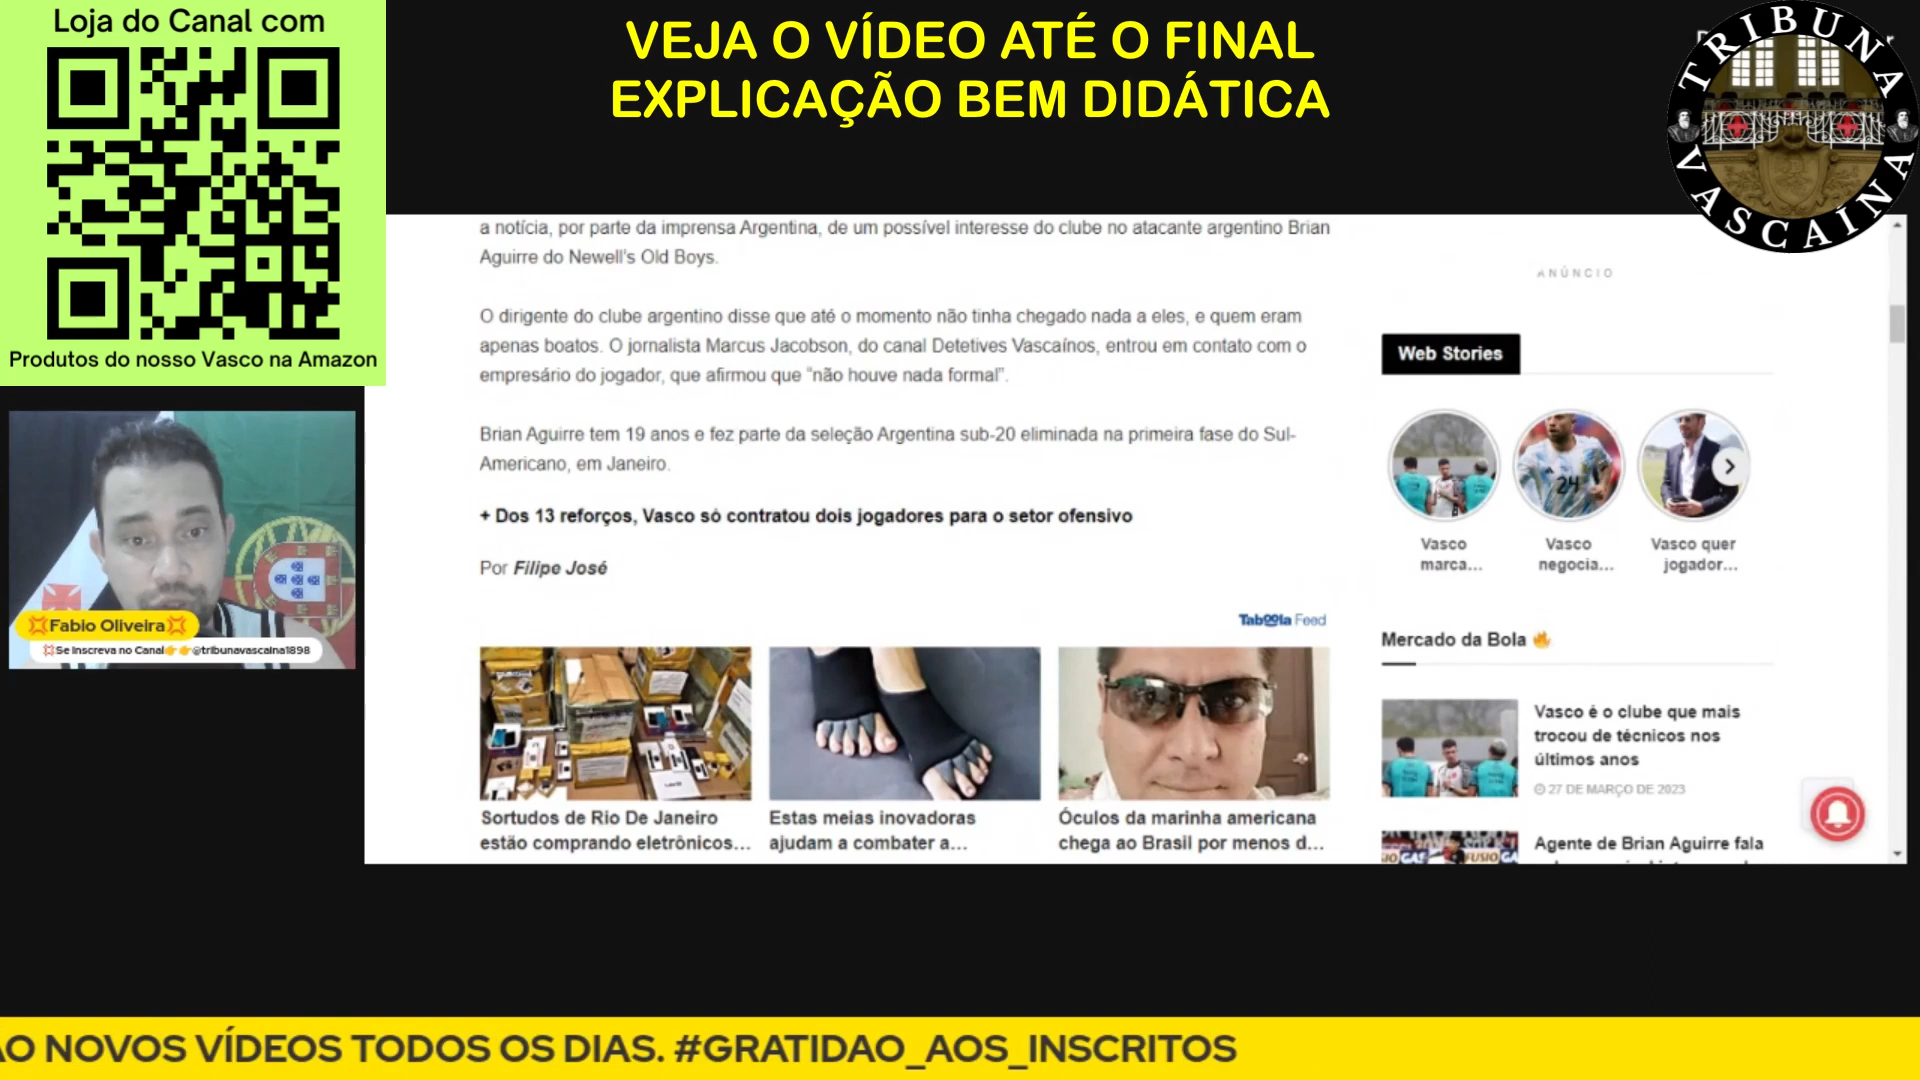 Loja do Canal com
Produtos do nosso Vasco na Amazon
VEJA O VÍDEO ATÉ O FINAL
EXPLICAÇÃO BEM DIDÁTICA
TRIBUNA
VASCAÍNA
a notícia, por parte da imprensa Argentina, de um possível interesse do clube no atacante argentino Brian
Aguirre do Newell's Old Boys.
O dirigente do clube argentino disse que até o momento não tinha chegado nada a eles, e quem eram
apenas boatos. O jornalista Marcus Jacobson, do canal Detetives Vascaínos, entrou em contato com o
empresário do jogador, que afirmou que “não houve nada formal”.
Brian Aguirre tem 19 anos e fez parte da seleção Argentina sub-20 eliminada na primeira fase do Sul-
Americano, em Janeiro.
+ Dos 13 reforços, Vasco só contratou dois jogadores para o setor ofensivo
Por Filipe José
Taboola Feed
Sortudos de Rio De Janeiro
estão comprando eletrônicos...
Estas meias inovadoras
ajudam a combater a...
Óculos da marinha americana
chega ao Brasil por menos d...
ANÚNCIO
Web Stories
24
Vasco
marca...
Vasco
negocia...
Vasco quer
jogador...
Mercado da Bola
Vasco é o clube que mais
trocou de técnicos nos
últimos anos
27 DE MARÇO DE 2023
Agente de Brian Aguirre fala
Fabio Oliveira
Se Inscreva no Canal @tribunavascaina1898
AO NOVOS VÍDEOS TODOS OS DIAS. #GRATIDAO_AOS_INSCRITOS